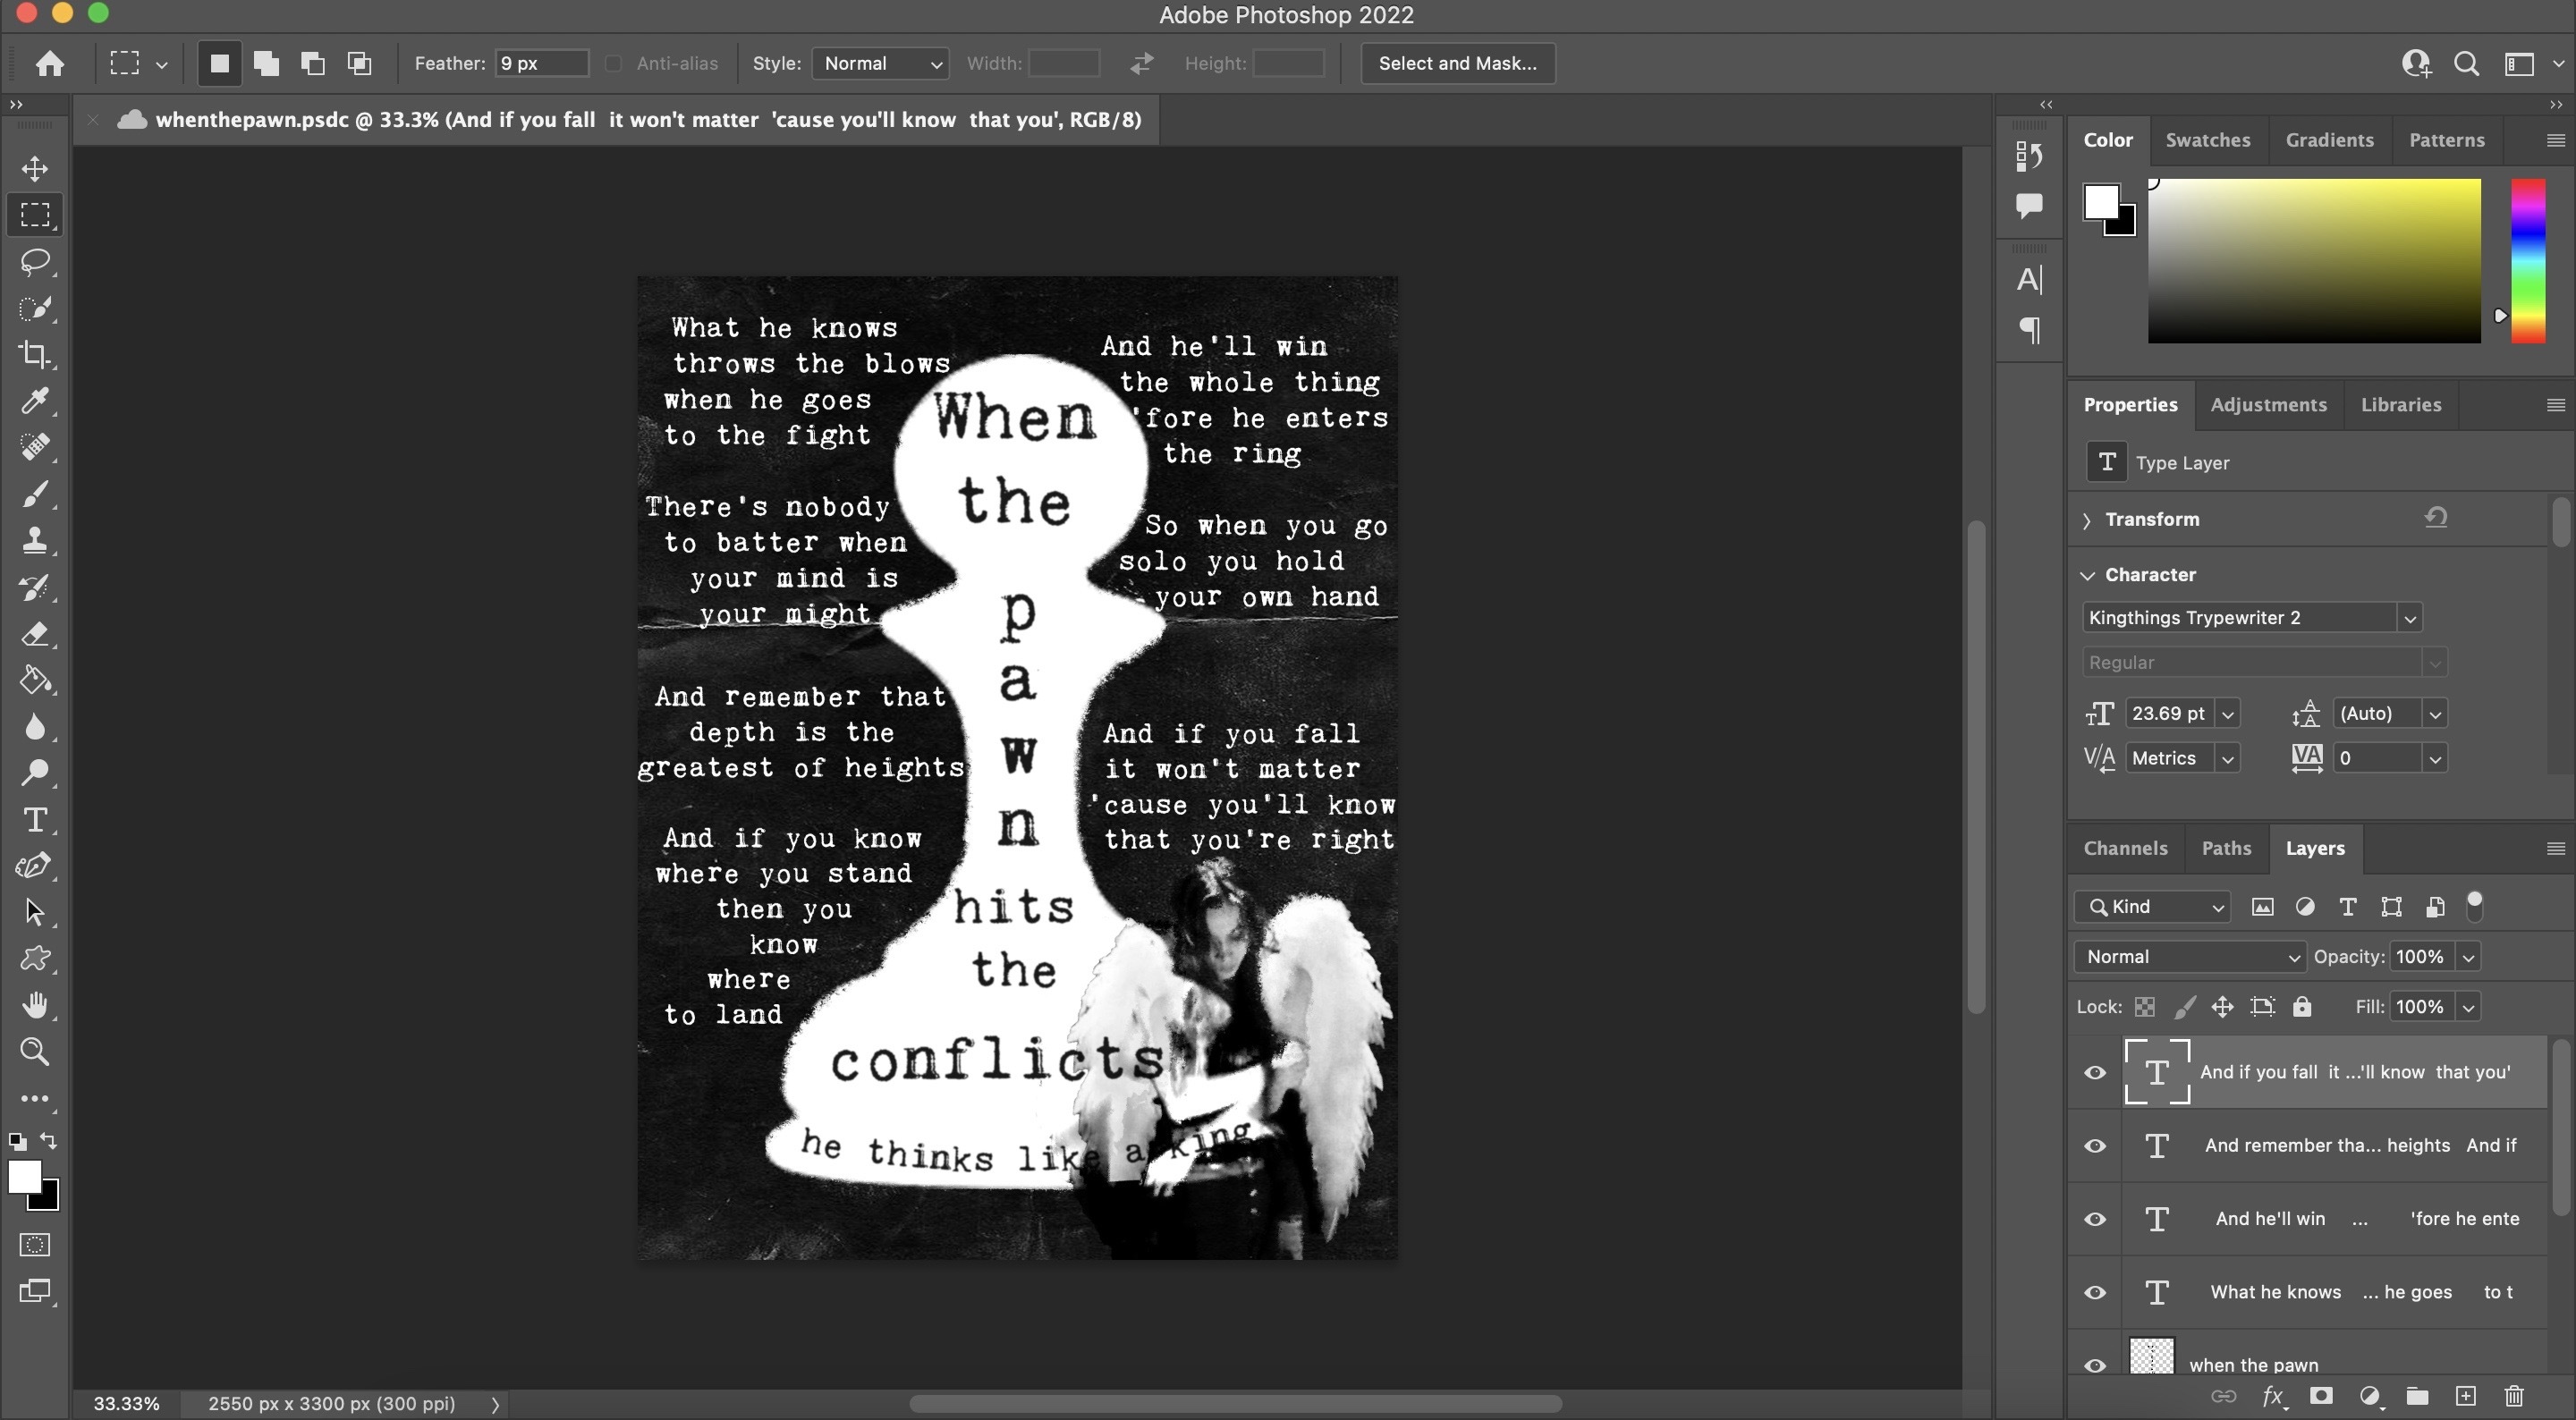 Adobe Photoshop 2022
Feather: 9 px Anti-alias Style: Normal Width: Height: Select and Mask...
whenthepawn.psdc @ 33.3% (And if you fall  it won't matter  'cause you'll know  that you', RGB/8)
What he knows
throws the blows
when he goes
to the fight
There's nobody
to batter when
your mind is
your might
And remember that
depth is the
greatest of heights
And if you know
where you stand
then you
know
where
to land
When
the
p
a
w
n
hits
the
conflicts
he thinks like a king
And he'll win
the whole thing
'fore he enters
the ring
So when you go
solo you hold
your own hand
And if you fall
it won't matter
'cause you'll know
that you're right
Color Swatches Gradients Patterns
Properties Adjustments Libraries
T Type Layer
Transform
Character
Kingthings Trypewriter 2
Regular
23.69 pt (Auto)
Metrics 0
Channels Paths Layers
Kind
Normal Opacity: 100%
Lock: Fill: 100%
And if you fall  it ...'ll know  that you'
And remember tha... heights   And if
And he'll win ... 'fore he ente
What he knows ... he goes to t
when the pawn
33.33% 2550 px x 3300 px (300 ppi)